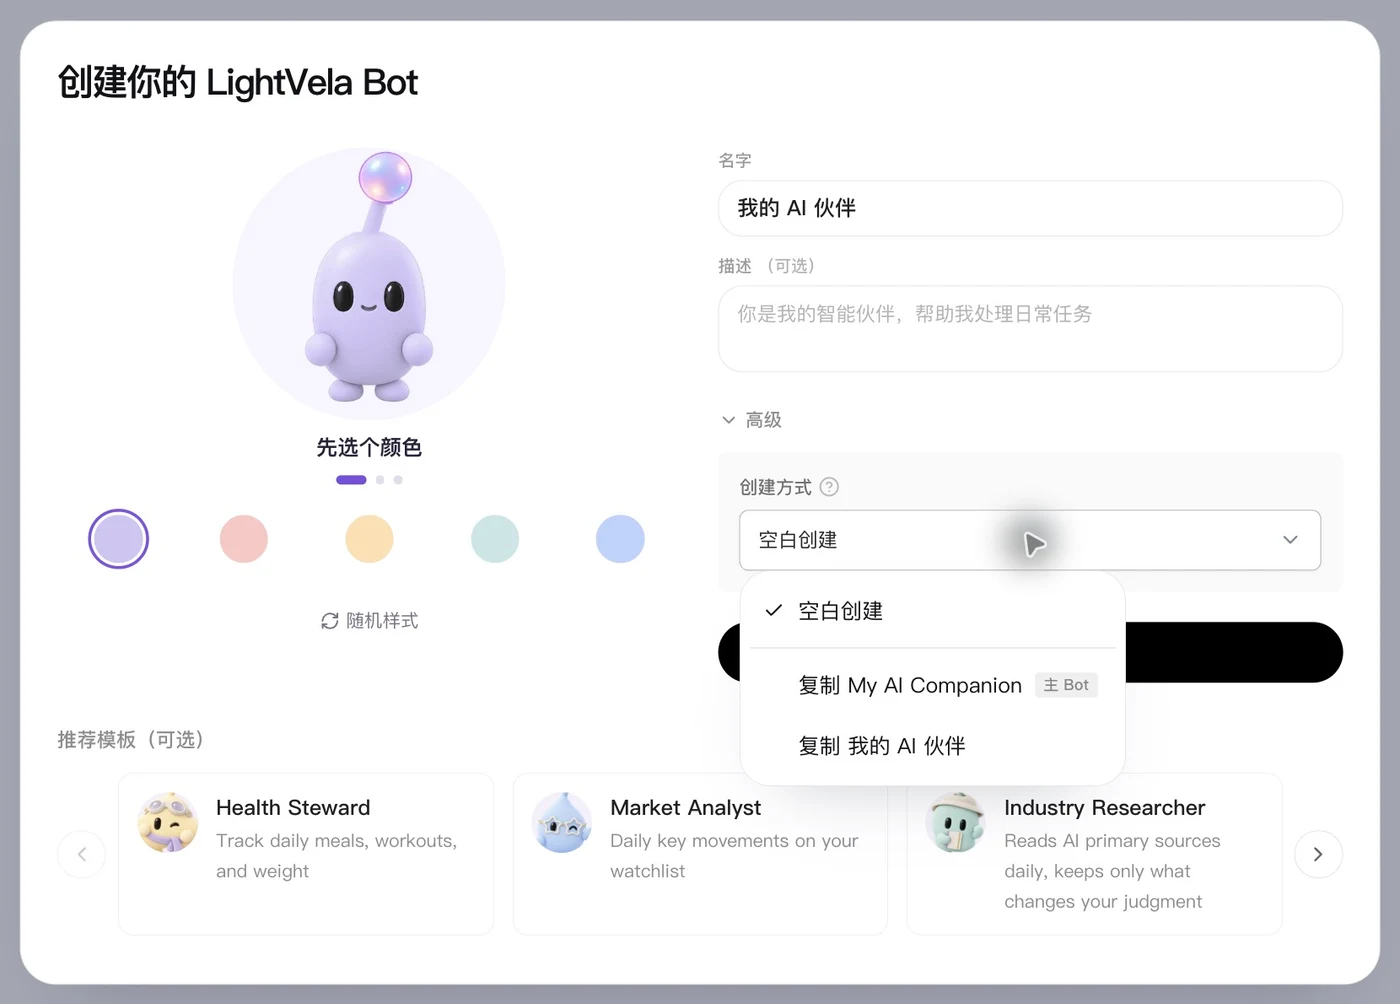 创建你的 LightVela Bot
先选个颜色
随机样式
名字
我的 AI 伙伴
描述 （可选）
你是我的智能伙伴，帮助我处理日常任务
高级
创建方式 ?
空白创建
空白创建
复制 My AI Companion 主 Bot
复制 我的 AI 伙伴
推荐模板（可选）
Health Steward
Track daily meals, workouts,
and weight
Market Analyst
Daily key movements on your
watchlist
Industry Researcher
Reads AI primary sources
daily, keeps only what
changes your judgment